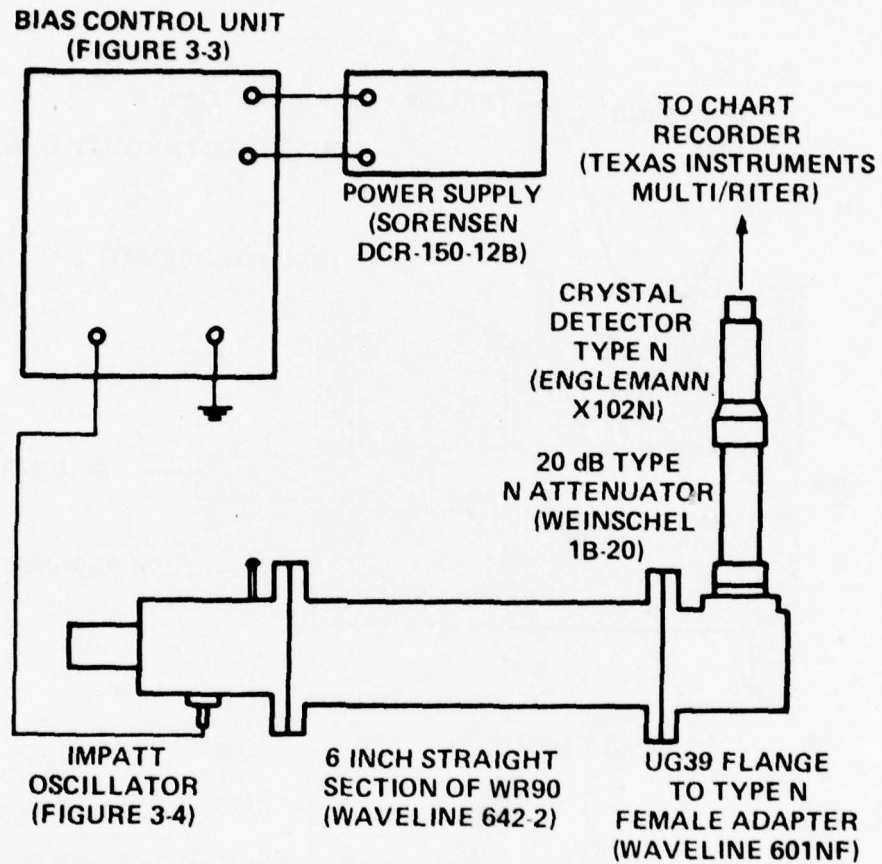 BIAS CONTROL UNIT
(FIGURE 3-3)
POWER SUPPLY
(SORENSEN
DCR-150-12B)
TO CHART
RECORDER
(TEXAS INSTRUMENTS
MULTI/RITER)
CRYSTAL
DETECTOR
TYPE N
(ENGLEMANN
X102N)
20 dB TYPE
N ATTENUATOR
(WEINSCHEL
1B-20)
IMPATT
OSCILLATOR
(FIGURE 3-4)
6 INCH STRAIGHT
SECTION OF WR90
(WAVELINE 642-2)
UG39 FLANGE
TO TYPE N
FEMALE ADAPTER
(WAVELINE 601NF)